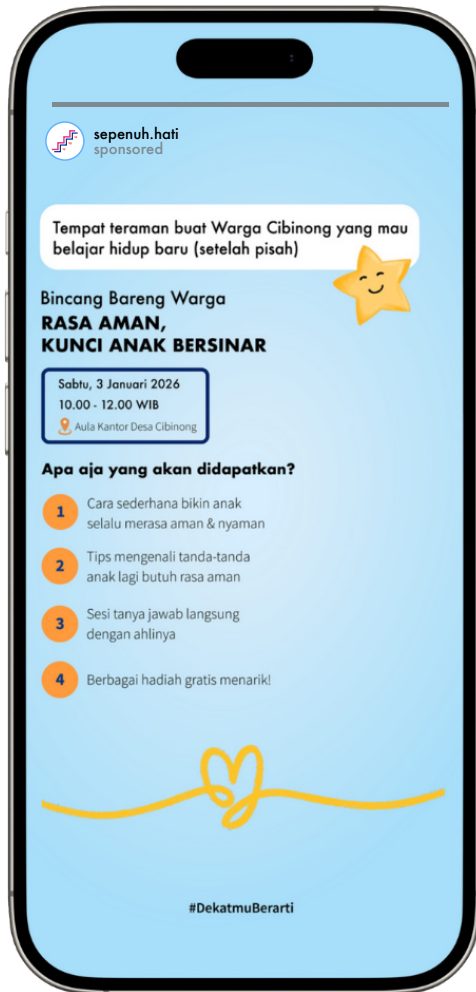 sepenuh.hati
sponsored
Tempat teraman buat Warga Cibinong yang mau
belajar hidup baru (setelah pisah)
Bincang Bareng Warga
RASA AMAN,
KUNCI ANAK BERSINAR
Sabtu, 3 Januari 2026
10.00 - 12.00 WIB
Aula Kantor Desa Cibinong
Apa aja yang akan didapatkan?
1 Cara sederhana bikin anak
selalu merasa aman & nyaman
2 Tips mengenali tanda-tanda
anak lagi butuh rasa aman
3 Sesi tanya jawab langsung
dengan ahlinya
4 Berbagai hadiah gratis menarik!
#DekatmuBerarti